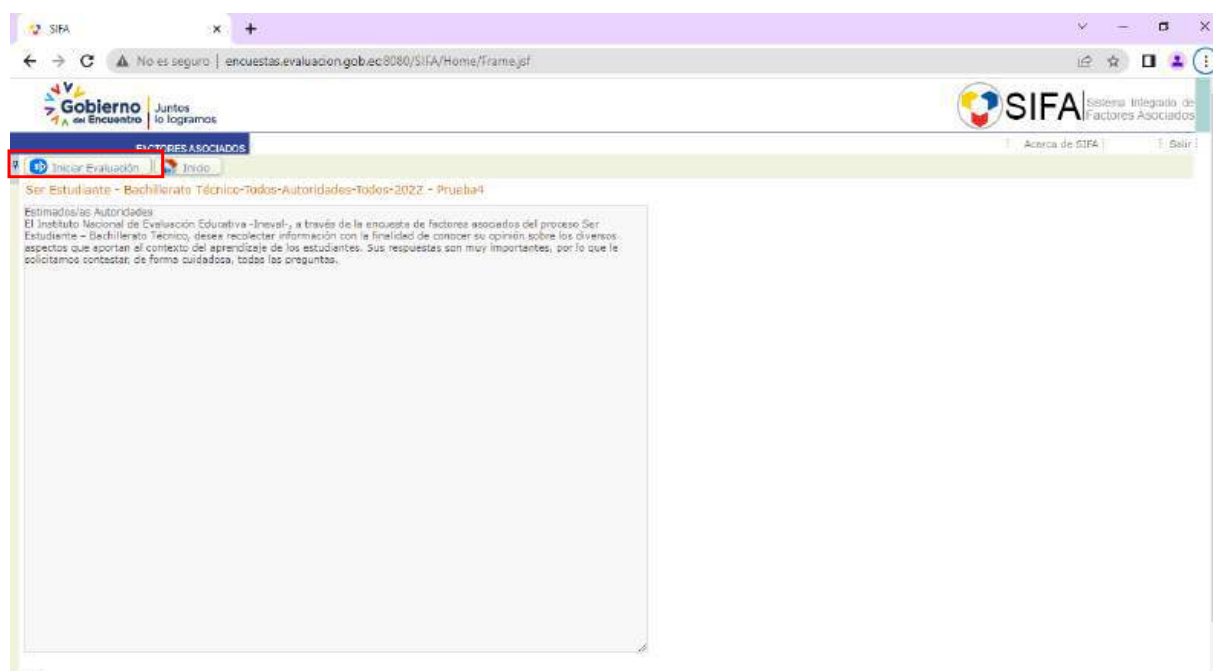 SIFA
No es seguro | encuestas.evaluacion.gob.ec:8080/SIFA/Home/Frame.jsf
Gobierno del Encuentro | Juntos lo logramos
SIFA Sistema Integrado de Factores Asociados
FACTORES ASOCIADOS
Acerca de SIFA | Salir
Iniciar Evaluación Inicio
Ser Estudiante - Bachillerato Técnico-Todos-Autoridades-Todos-2022 - Prueba4
Estimados/as Autoridades
El Instituto Nacional de Evaluación Educativa -Ineval-, a través de la encuesta de factores asociados del proceso Ser
Estudiante – Bachillerato Técnico, desea recolectar información con la finalidad de conocer su opinión sobre los diversos
aspectos que aportan al contexto del aprendizaje de los estudiantes. Sus respuestas son muy importantes, por lo que le
solicitamos contestar, de forma cuidadosa, todas las preguntas.